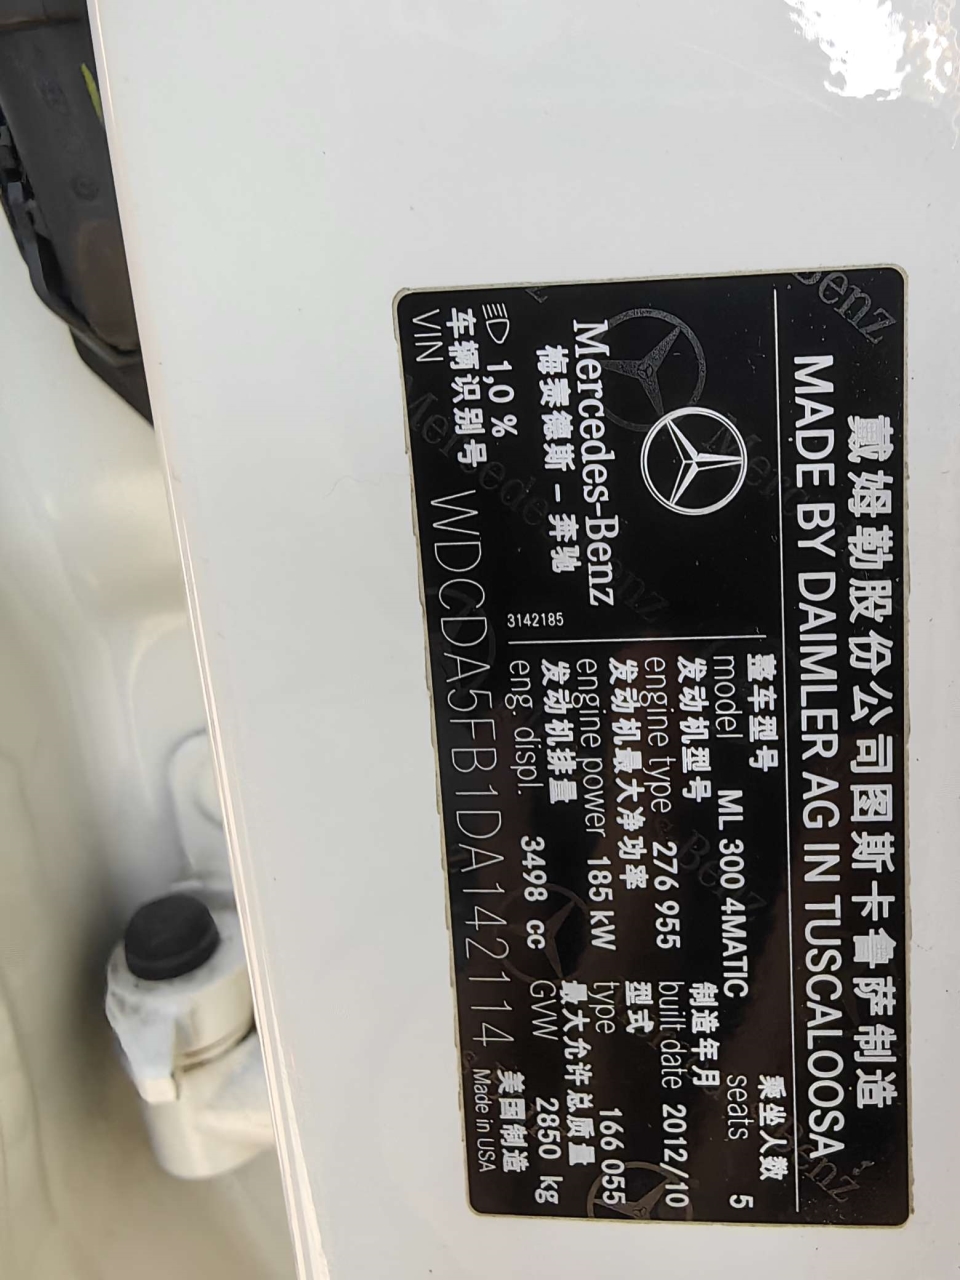 戴姆勒股份公司图斯卡鲁萨制造
MADE BY DAIMLER AG IN TUSCALOOSA
Mercedes-Benz
梅赛德斯-奔驰
3142185
1,0 %
整车型号
model ML 300 4MATIC
乘坐人数
seats 5
发动机型号
engine type 276 955
制造年月
built date 2012/10
发动机最大净功率
engine power 185 kW
型式
type 166 055
发动机排量
eng. displ. 3498 cc
最大允许总质量
GVW 2850 kg
车辆识别号
VIN WDCDA5FB1DA142114
美国制造
Made in USA